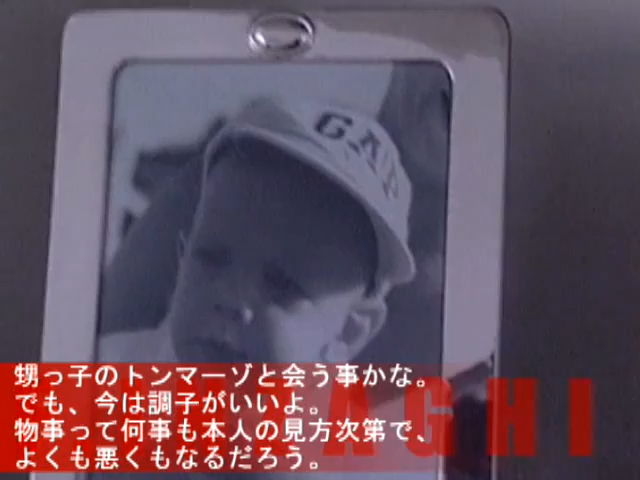 GAP
甥っ子のトンマーゾと会う事かな。
でも、今は調子がいいよ。
物事って何事も本人の見方次第で、
よくも悪くもなるだろう。
AGHI